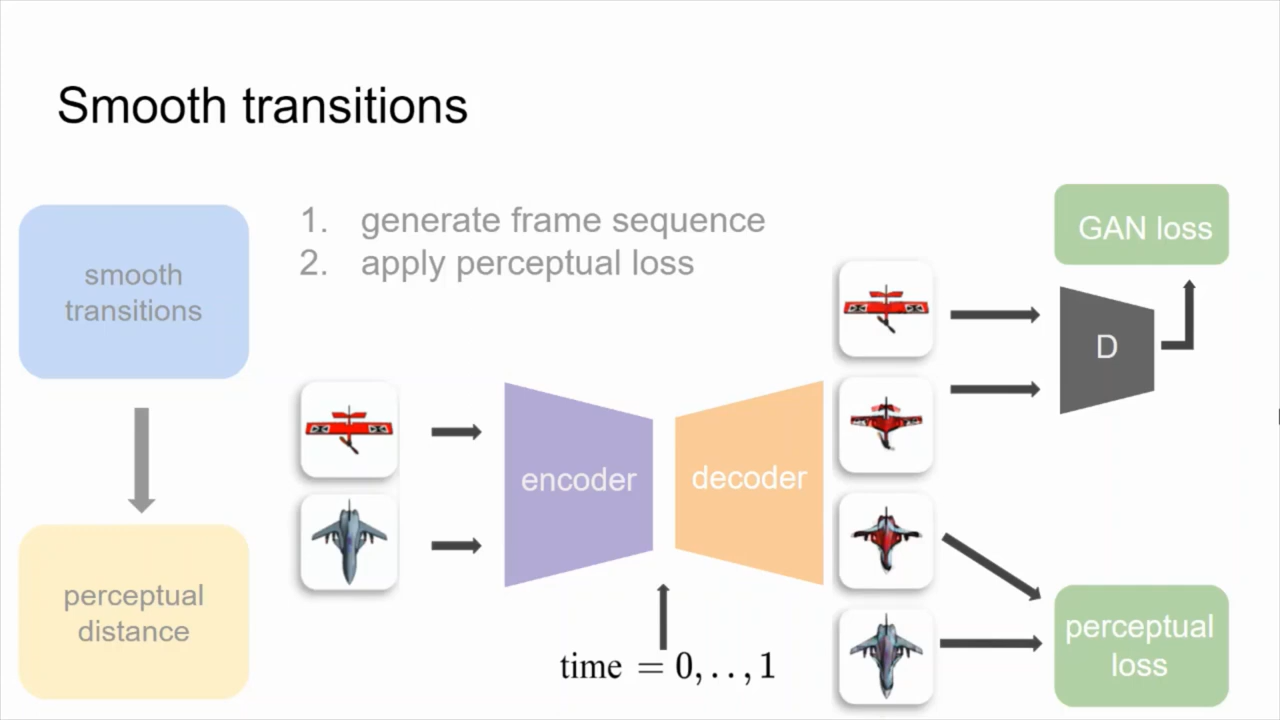 Smooth transitions
smooth
transitions
1. generate frame sequence
2. apply perceptual loss
GAN loss
D
encoder
decoder
perceptual
distance
time = 0,..,1
perceptual
loss